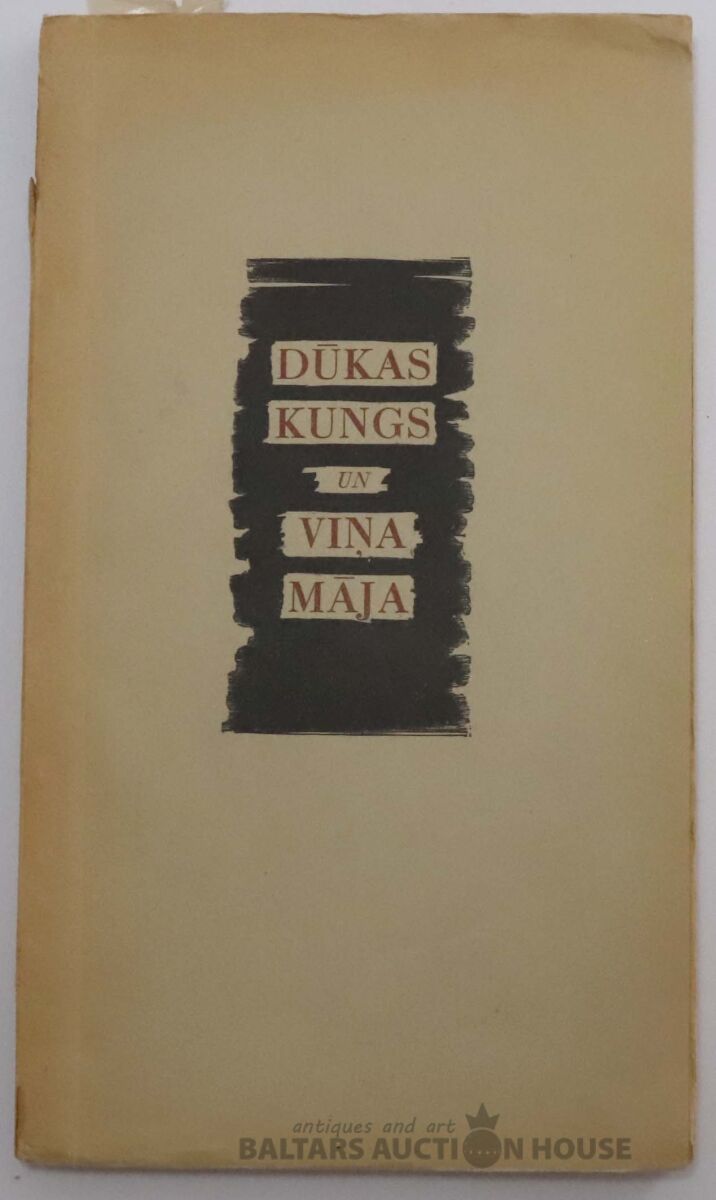 DŪKAS
KUNGS
UN
VIŅA
MĀJA
antiques and art
BALTARS AUCTION HOUSE